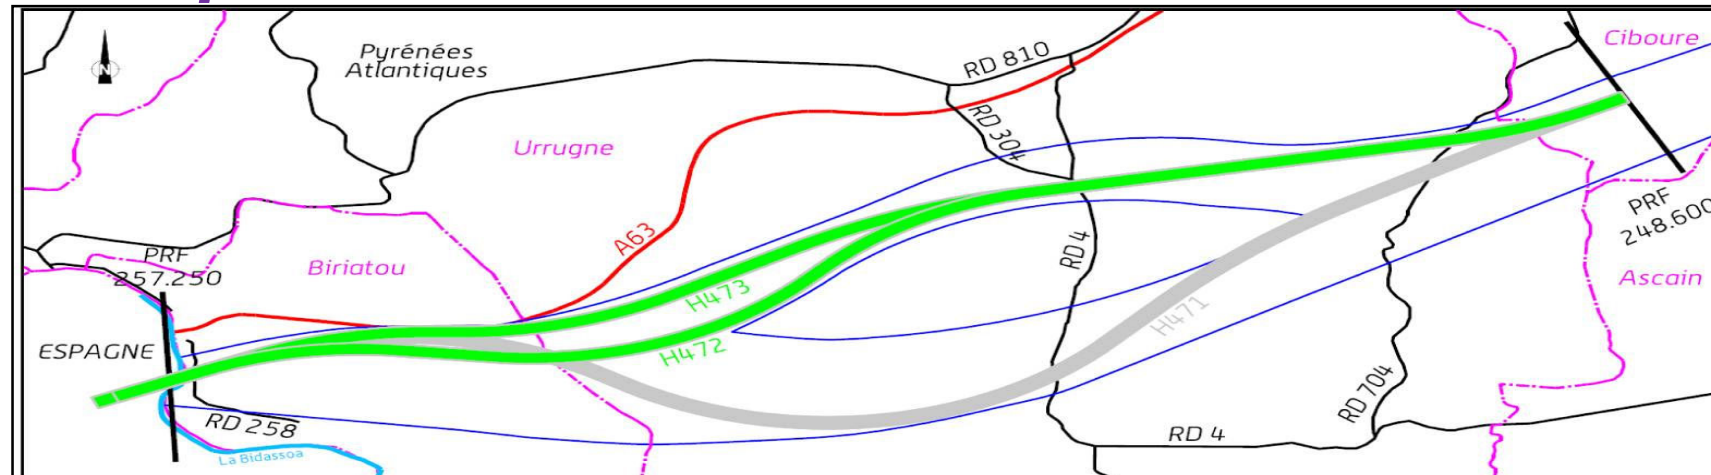 N
Pyrénées
Atlantiques
RD 810
Ciboure
RD 304
Urrugne
PRF
248.600
A63
RD 4
PRF
257.250
Biriatou
H473
H471
Ascain
ESPAGNE
H472
RD 704
RD 258
RD 4
La Bidassoa